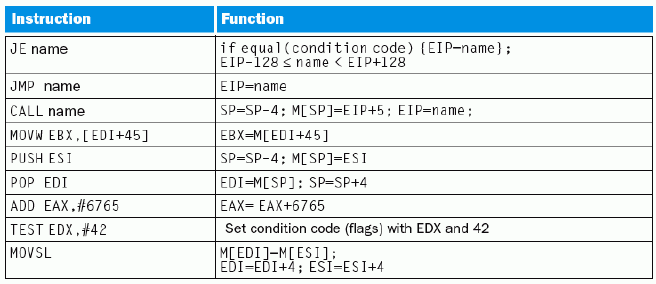 Instruction Function
JE name if equal(condition code) {EIP=name};
EIP-128 ≤ name < EIP+128
JMP name EIP=name
CALL name SP=SP-4; M[SP]=EIP+5; EIP=name;
MOVW EBX,[EDI+45] EBX=M[EDI+45]
PUSH ESI SP=SP-4; M[SP]=ESI
POP EDI EDI=M[SP]; SP=SP+4
ADD EAX,#6765 EAX= EAX+6765
TEST EDX,#42 Set condition code (flags) with EDX and 42
MOVSL M[EDI]=M[ESI];
EDI=EDI+4; ESI=ESI+4